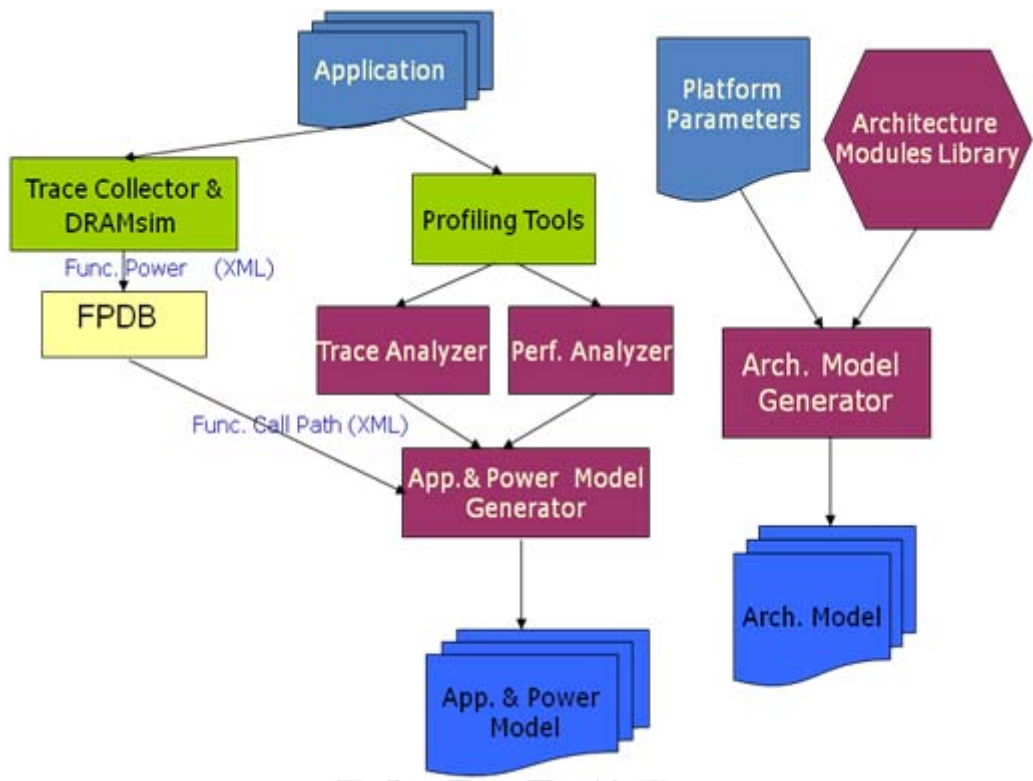 Application
Platform
Parameters
Architecture
Modules Library
Trace Collector &
DRAMsim
Profiling Tools
Func. Power (XML)
FPDB
Trace Analyzer
Perf. Analyzer
Arch. Model
Generator
Func. Call Path (XML)
App.& Power Model
Generator
Arch. Model
App. & Power
Model